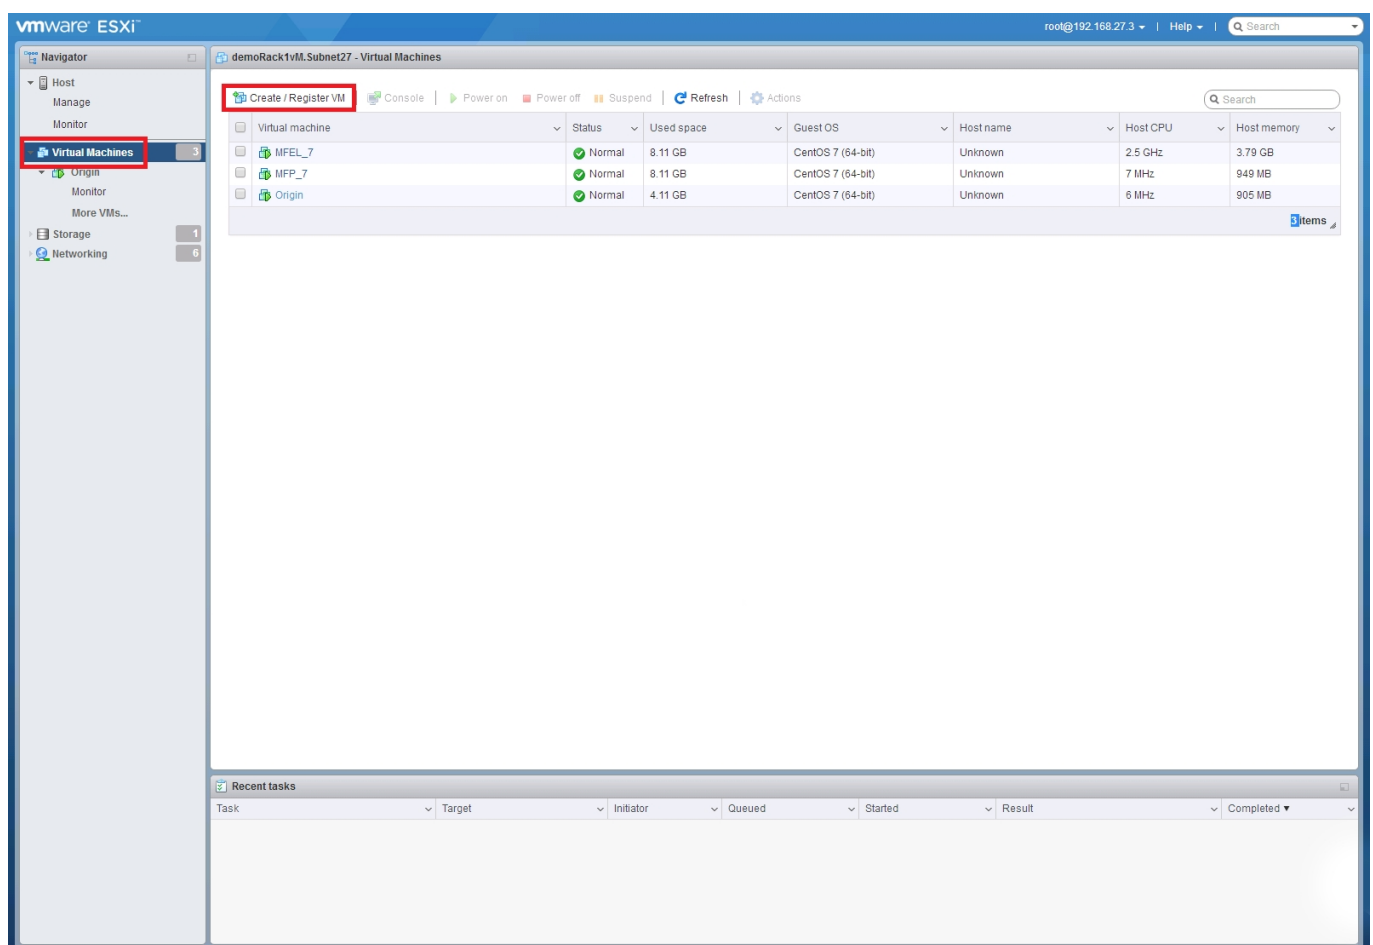 vmware ESXi™
root@192.168.27.3 | Help | Search
Navigator
Host
Manage
Monitor
Virtual Machines 3
Origin
Monitor
More VMs...
Storage 1
Networking 6
demoRack1vM.Subnet27 - Virtual Machines
Create / Register VM | Console | Power on Power off Suspend | Refresh | Actions
Search
Virtual machine Status Used space Guest OS Host name Host CPU Host memory
MFEL_7 Normal 8.11 GB CentOS 7 (64-bit) Unknown 2.5 GHz 3.79 GB
MFP_7 Normal 8.11 GB CentOS 7 (64-bit) Unknown 7 MHz 949 MB
Origin Normal 4.11 GB CentOS 7 (64-bit) Unknown 6 MHz 905 MB
3 items
Recent tasks
Task Target Initiator Queued Started Result Completed ▼